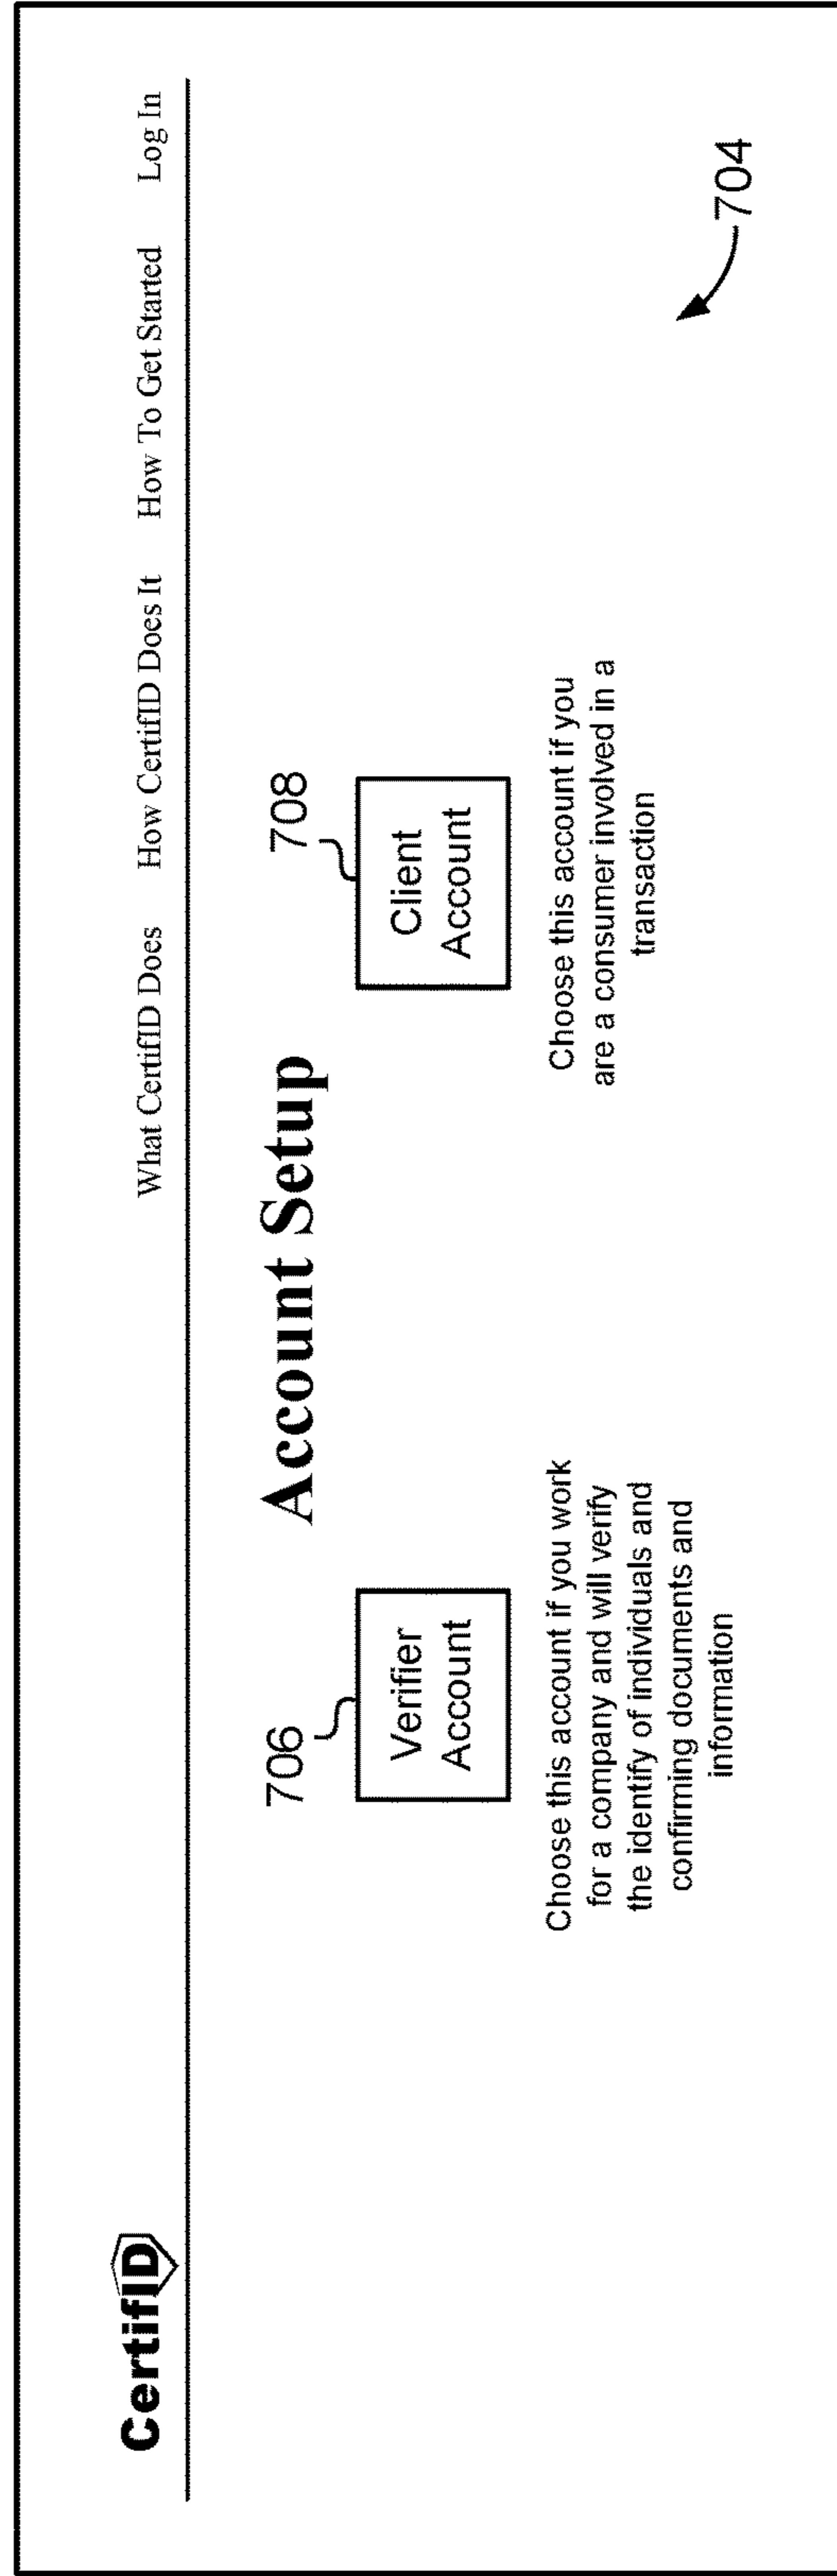 CertifID
What CertifID Does How CertifID Does It How To Get Started Log In
Account Setup
706
Verifier
Account
Choose this account if you work
for a company and will verify
the identify of individuals and
confirming documents and
information
708
Client
Account
Choose this account if you
are a consumer involved in a
transaction
704